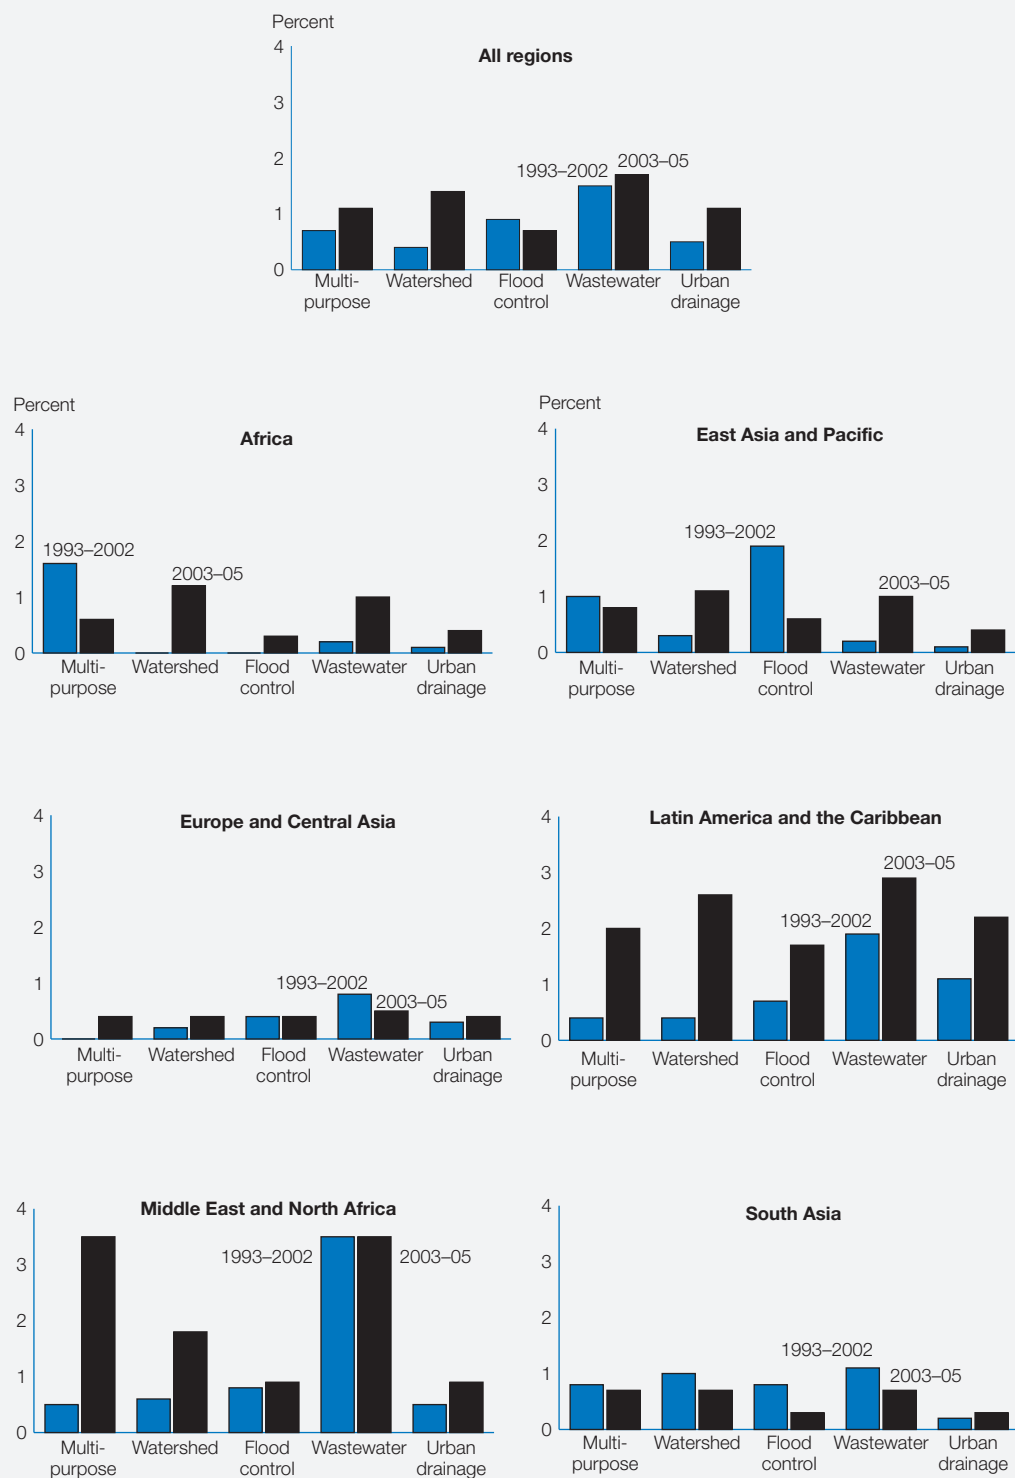 Percent
All regions
4
3
2
1
0
1993–2002
2003–05
Multi-
purpose
Watershed
Flood
control
Wastewater
Urban
drainage
Percent
Africa
4
3
2
1
0
1993–2002
2003–05
Multi-
purpose
Watershed
Flood
control
Wastewater
Urban
drainage
Percent
East Asia and Pacific
4
3
2
1
0
1993–2002
2003–05
Multi-
purpose
Watershed
Flood
control
Wastewater
Urban
drainage
Europe and Central Asia
4
3
2
1
0
1993–2002
2003–05
Multi-
purpose
Watershed
Flood
control
Wastewater
Urban
drainage
Latin America and the Caribbean
4
3
2
1
0
2003–05
1993–2002
Multi-
purpose
Watershed
Flood
control
Wastewater
Urban
drainage
Middle East and North Africa
4
3
2
1
0
1993–2002
2003–05
Multi-
purpose
Watershed
Flood
control
Wastewater
Urban
drainage
South Asia
4
3
2
1
0
1993–2002
2003–05
Multi-
purpose
Watershed
Flood
control
Wastewater
Urban
drainage